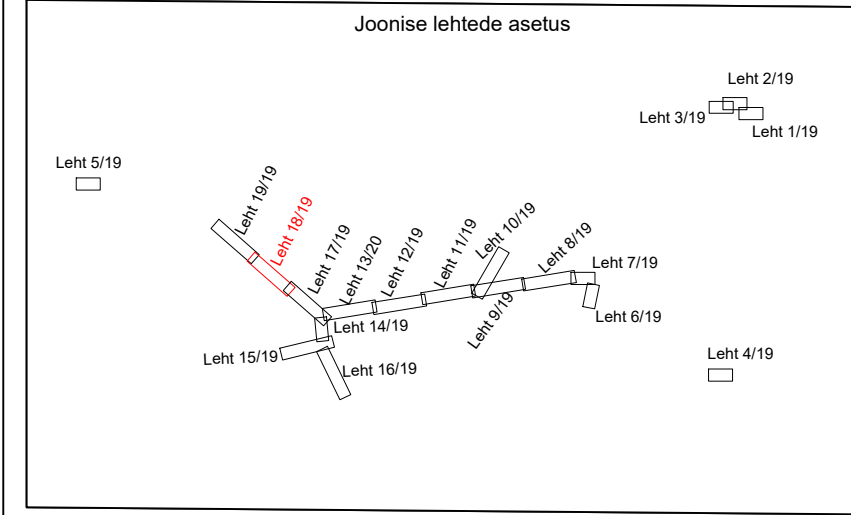 Joonise lehtede asetus
Leht 2/19
Leht 3/19
Leht 1/19
Leht 5/19
Leht 19/19
Leht 18/19
Leht 17/19
Leht 13/20
Leht 12/19
Leht 11/19
Leht 10/19
Leht 8/19
Leht 7/19
Leht 9/19
Leht 6/19
Leht 14/19
Leht 15/19
Leht 16/19
Leht 4/19